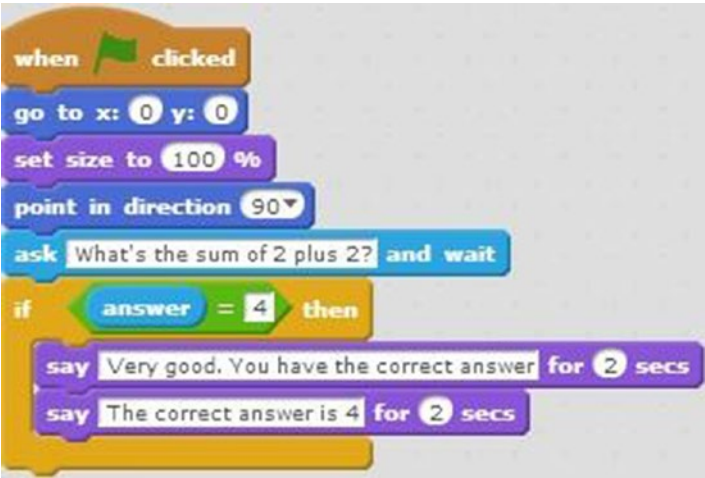 when clicked
go to x: 0 y: 0
set size to 100 %
point in direction 90
ask What's the sum of 2 plus 2? and wait
if answer = 4 then
say Very good. You have the correct answer for 2 secs
say The correct answer is 4 for 2 secs